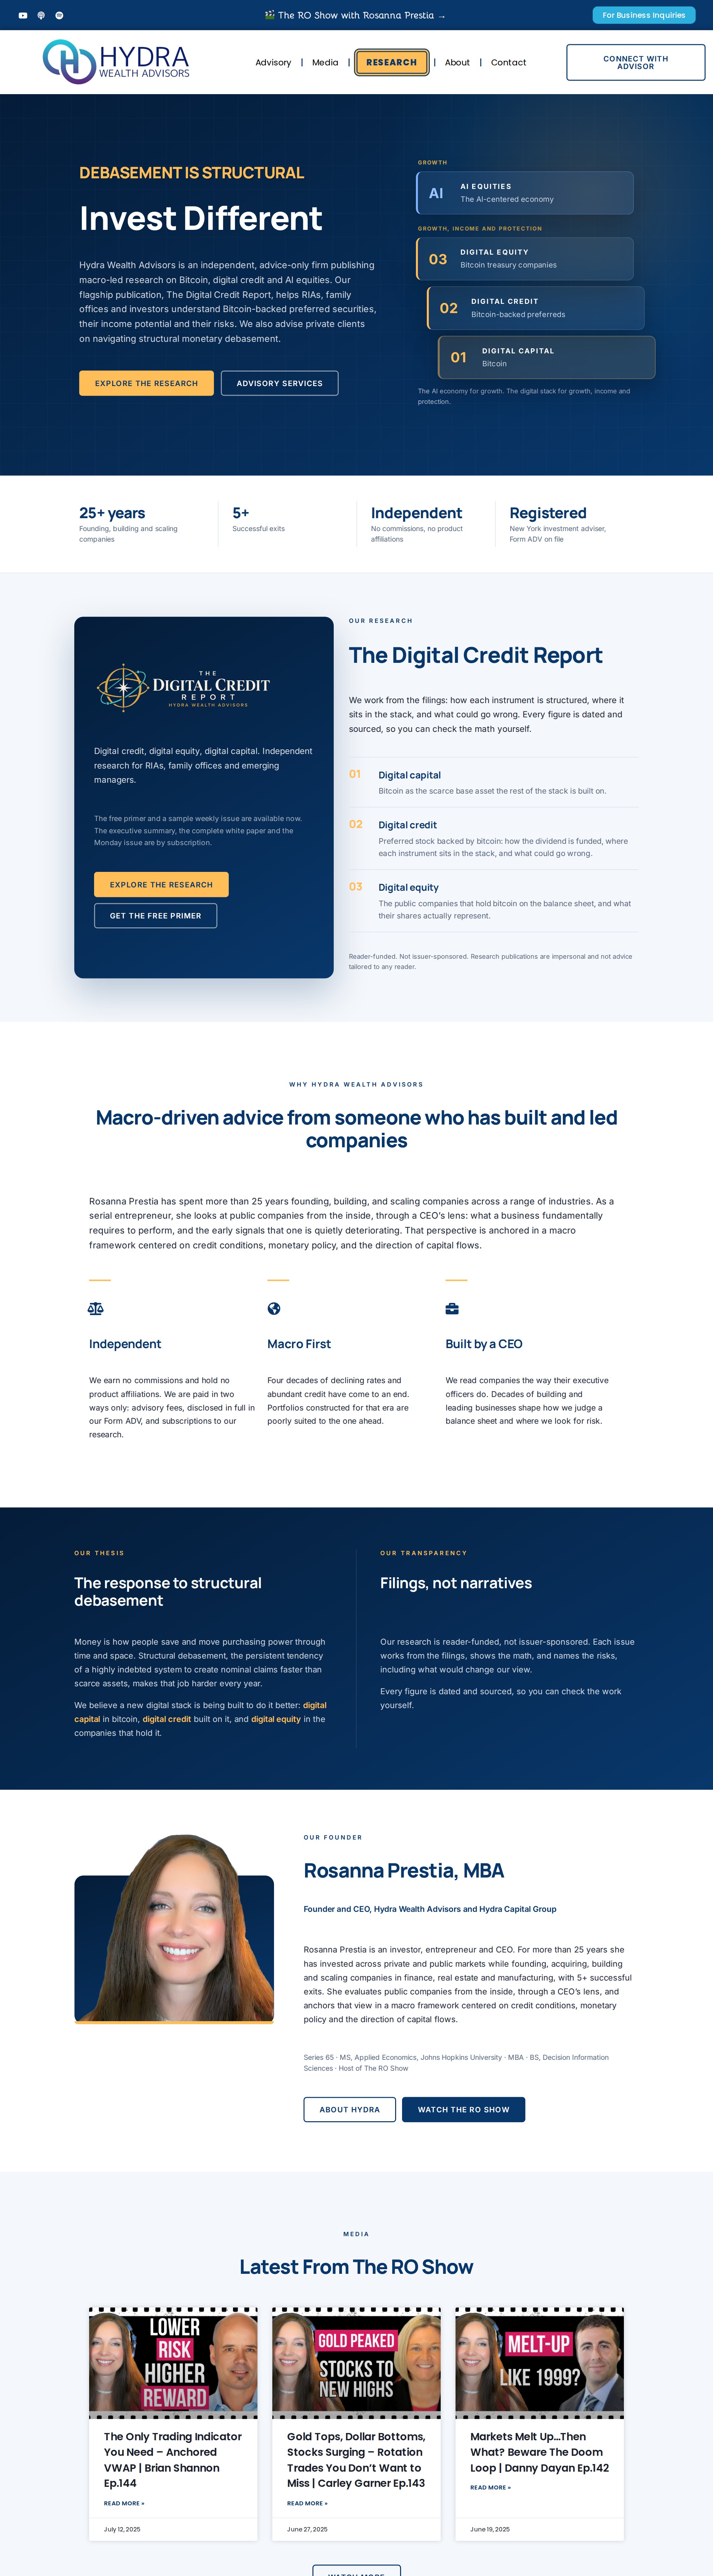 The RO Show with Rosanna Prestia →
For Business Inquiries
HYDRA
WEALTH ADVISORS
Advisory
Media
RESEARCH
About
Contact
CONNECT WITH
ADVISOR
DEBASEMENT IS STRUCTURAL
Invest Different
Hydra Wealth Advisors is an independent, advice-only firm publishing
macro-led research on Bitcoin, digital credit and AI equities. Our
flagship publication, The Digital Credit Report, helps RIAs, family
offices and investors understand Bitcoin-backed preferred securities,
their income potential and their risks. We also advise private clients
on navigating structural monetary debasement.
EXPLORE THE RESEARCH
ADVISORY SERVICES
GROWTH
AI
AI EQUITIES
The AI-centered economy
GROWTH, INCOME AND PROTECTION
03
DIGITAL EQUITY
Bitcoin treasury companies
02
DIGITAL CREDIT
Bitcoin-backed preferreds
01
DIGITAL CAPITAL
Bitcoin
The AI economy for growth. The digital stack for growth, income and
protection.
25+ years
Founding, building and scaling
companies
5+
Successful exits
Independent
No commissions, no product
affiliations
Registered
New York investment adviser,
Form ADV on file
THE
DIGITAL CREDIT
REPORT
HYDRA WEALTH ADVISORS
Digital credit, digital equity, digital capital. Independent
research for RIAs, family offices and emerging
managers.
The free primer and a sample weekly issue are available now.
The executive summary, the complete white paper and the
Monday issue are by subscription.
EXPLORE THE RESEARCH
GET THE FREE PRIMER
OUR RESEARCH
The Digital Credit Report
We work from the filings: how each instrument is structured, where it
sits in the stack, and what could go wrong. Every figure is dated and
sourced, so you can check the math yourself.
01
Digital capital
Bitcoin as the scarce base asset the rest of the stack is built on.
02
Digital credit
Preferred stock backed by bitcoin: how the dividend is funded, where
each instrument sits in the stack, and what could go wrong.
03
Digital equity
The public companies that hold bitcoin on the balance sheet, and what
their shares actually represent.
Reader-funded. Not issuer-sponsored. Research publications are impersonal and not advice
tailored to any reader.
WHY HYDRA WEALTH ADVISORS
Macro-driven advice from someone who has built and led
companies
Rosanna Prestia has spent more than 25 years founding, building, and scaling companies across a range of industries. As a
serial entrepreneur, she looks at public companies from the inside, through a CEO's lens: what a business fundamentally
requires to perform, and the early signals that one is quietly deteriorating. That perspective is anchored in a macro
framework centered on credit conditions, monetary policy, and the direction of capital flows.
Independent
We earn no commissions and hold no
product affiliations. We are paid in two
ways only: advisory fees, disclosed in full in
our Form ADV, and subscriptions to our
research.
Macro First
Four decades of declining rates and
abundant credit have come to an end.
Portfolios constructed for that era are
poorly suited to the one ahead.
Built by a CEO
We read companies the way their executive
officers do. Decades of building and
leading businesses shape how we judge a
balance sheet and where we look for risk.
OUR THESIS
The response to structural
debasement
Money is how people save and move purchasing power through
time and space. Structural debasement, the persistent tendency
of a highly indebted system to create nominal claims faster than
scarce assets, makes that job harder every year.
We believe a new digital stack is being built to do it better: digital
capital in bitcoin, digital credit built on it, and digital equity in the
companies that hold it.
OUR TRANSPARENCY
Filings, not narratives
Our research is reader-funded, not issuer-sponsored. Each issue
works from the filings, shows the math, and names the risks,
including what would change our view.
Every figure is dated and sourced, so you can check the work
yourself.
OUR FOUNDER
Rosanna Prestia, MBA
Founder and CEO, Hydra Wealth Advisors and Hydra Capital Group
Rosanna Prestia is an investor, entrepreneur and CEO. For more than 25 years she
has invested across private and public markets while founding, acquiring, building
and scaling companies in finance, real estate and manufacturing, with 5+ successful
exits. She evaluates public companies from the inside, through a CEO's lens, and
anchors that view in a macro framework centered on credit conditions, monetary
policy and the direction of capital flows.
Series 65 · MS, Applied Economics, Johns Hopkins University · MBA · BS, Decision Information
Sciences · Host of The RO Show
ABOUT HYDRA
WATCH THE RO SHOW
MEDIA
Latest From The RO Show
LOWER
RISK
HIGHER
REWARD
The Only Trading Indicator
You Need – Anchored
VWAP | Brian Shannon
Ep.144
READ MORE »
July 12, 2025
GOLD PEAKED
STOCKS TO
NEW HIGHS
Gold Tops, Dollar Bottoms,
Stocks Surging – Rotation
Trades You Don't Want to
Miss | Carley Garner Ep.143
READ MORE »
June 27, 2025
MELT-UP
LIKE 1999?
Markets Melt Up…Then
What? Beware The Doom
Loop | Danny Dayan Ep.142
READ MORE »
June 19, 2025